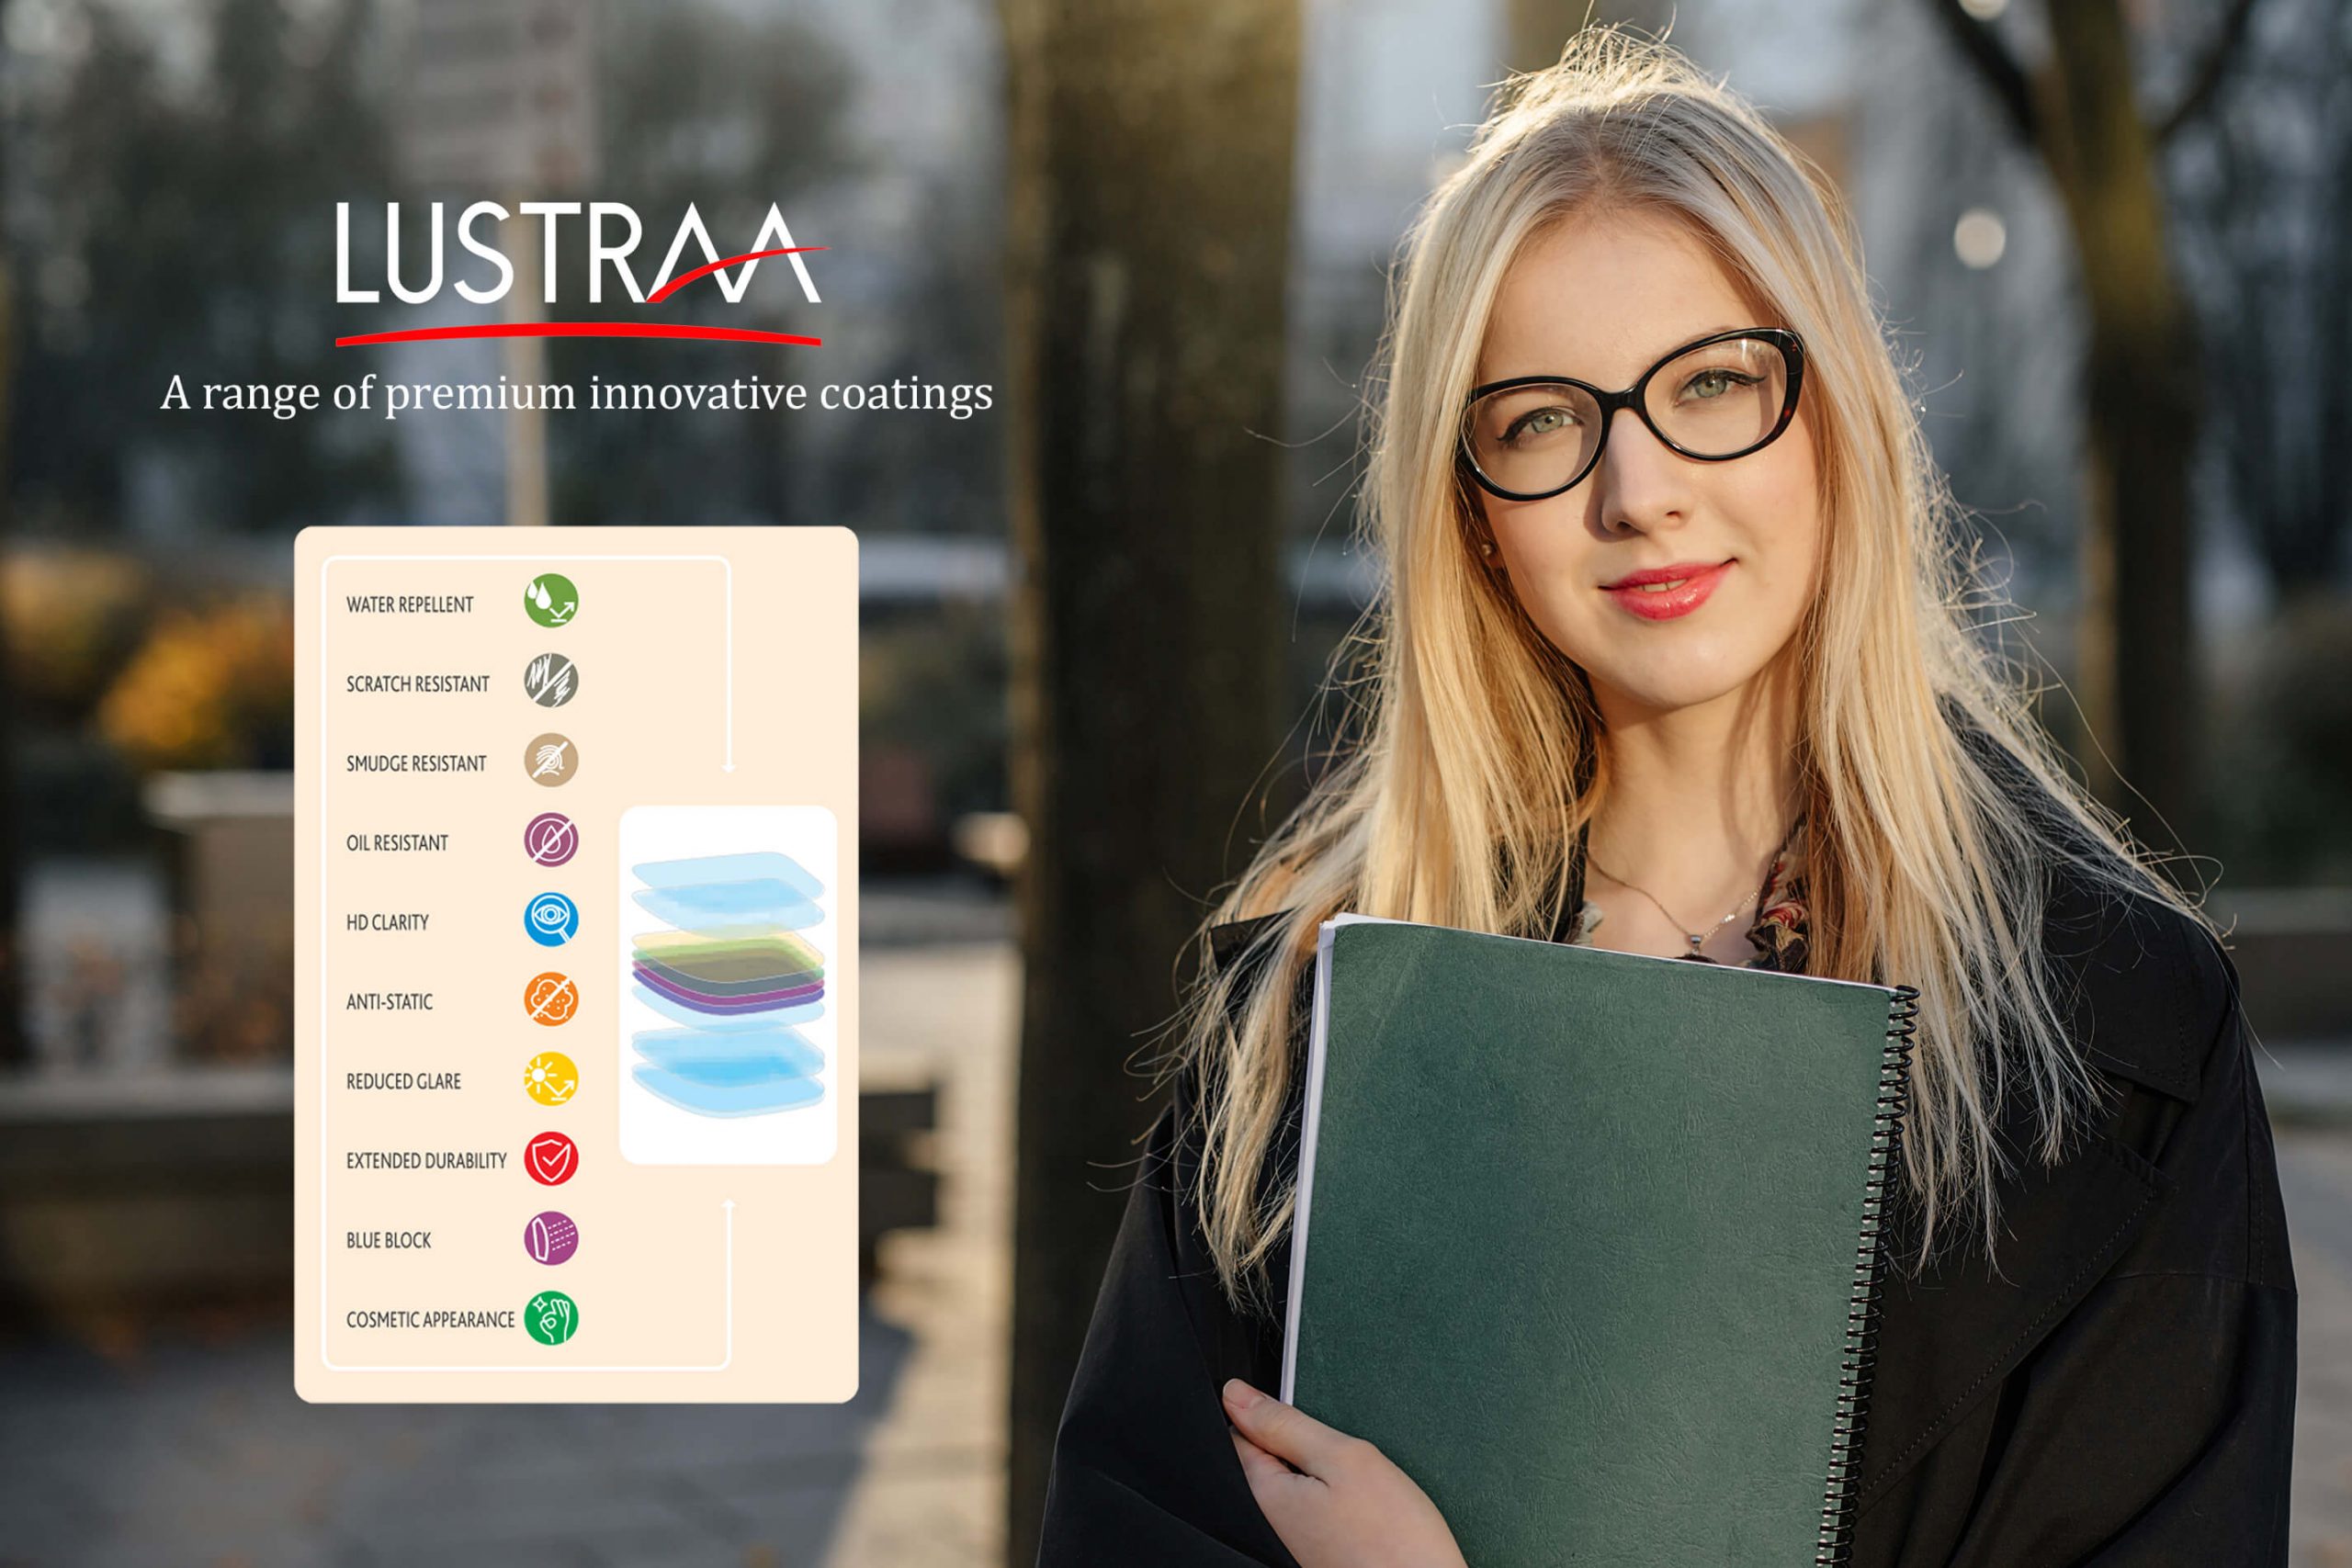 LUSTRAA
A range of premium innovative coatings
WATER REPELLENT
SCRATCH RESISTANT
SMUDGE RESISTANT
OIL RESISTANT
HD CLARITY
ANTI-STATIC
REDUCED GLARE
EXTENDED DURABILITY
BLUE BLOCK
COSMETIC APPEARANCE